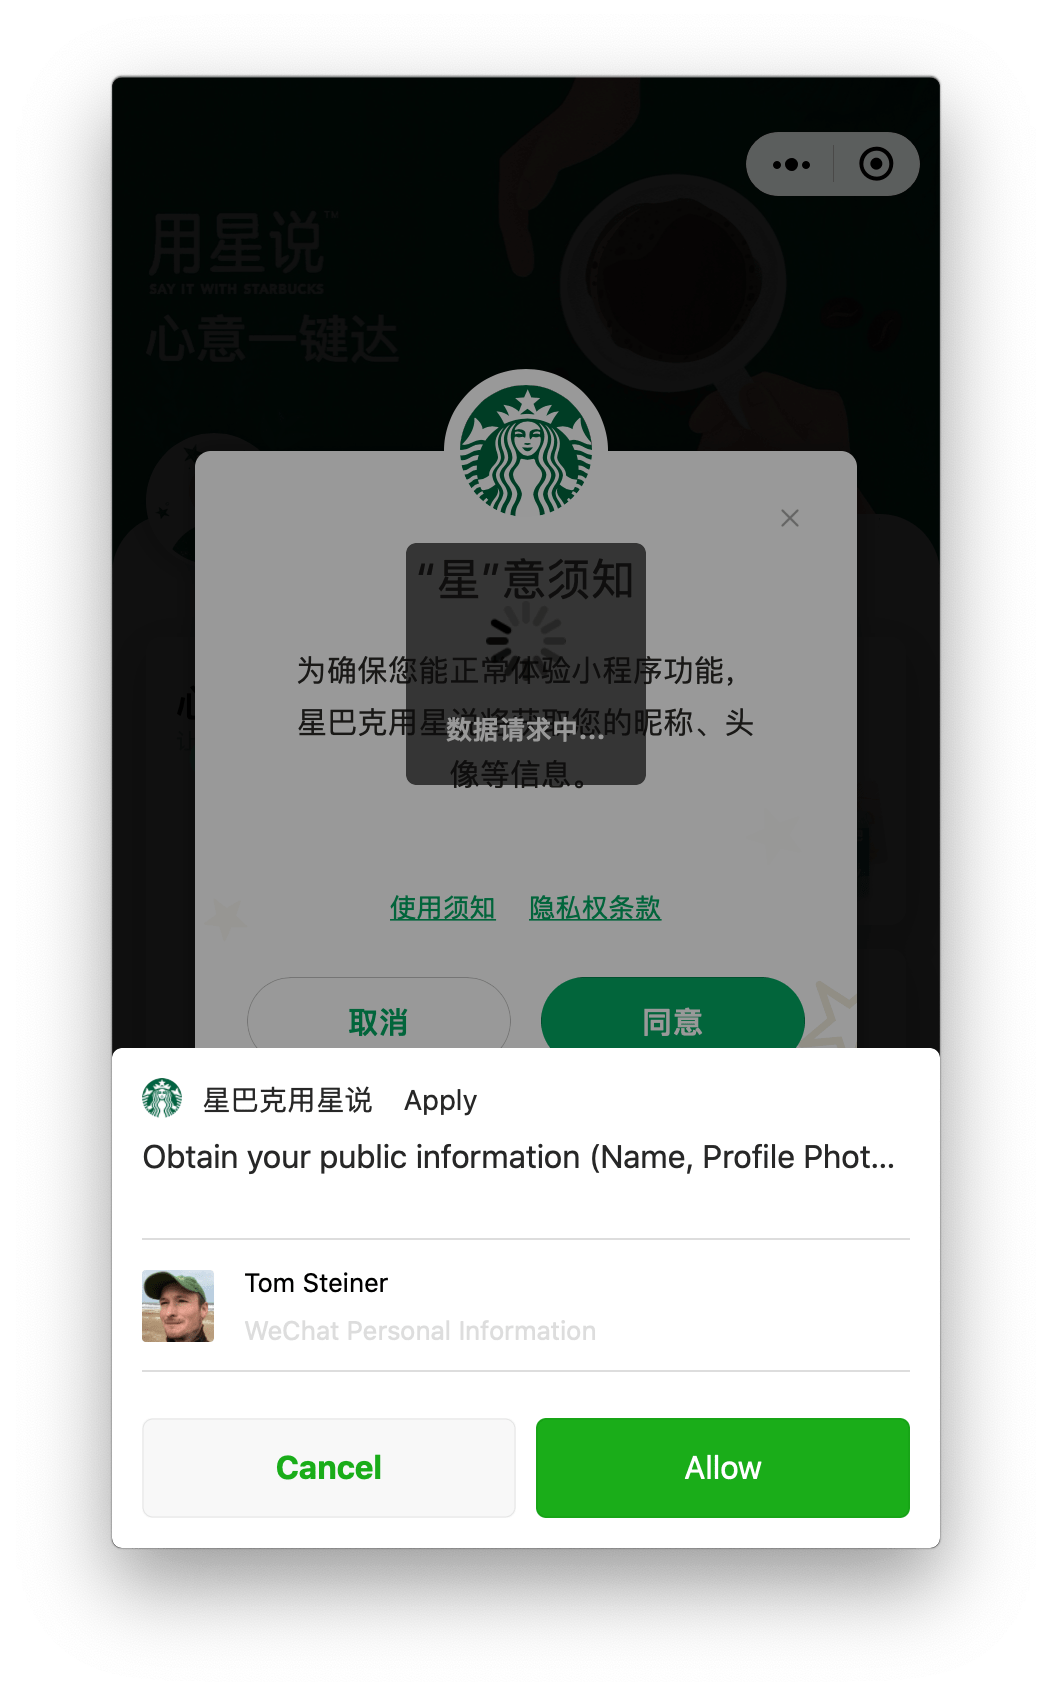 用星说™
SAY IT WITH STARBUCKS
心意一键达
“星”意须知
为确保您能正常体验小程序功能，
星巴克用星说将获取您的昵称、头
像等信息。
数据请求中...
使用须知 隐私权条款
取消 同意
星巴克用星说 Apply
Obtain your public information (Name, Profile Phot...
Tom Steiner
WeChat Personal Information
Cancel Allow